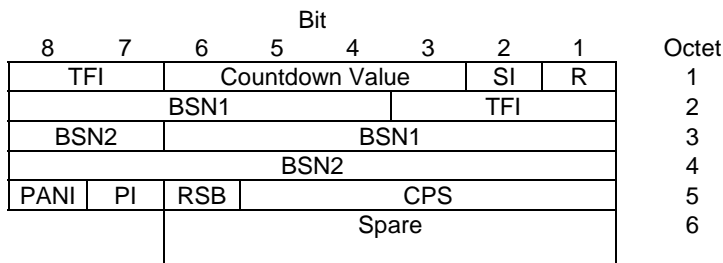 Bit
8 7 6 5 4 3 2 1 Octet
TFI Countdown Value SI R 1
BSN1 TFI 2
BSN2 BSN1 3
BSN2 4
PANI PI RSB CPS 5
Spare 6